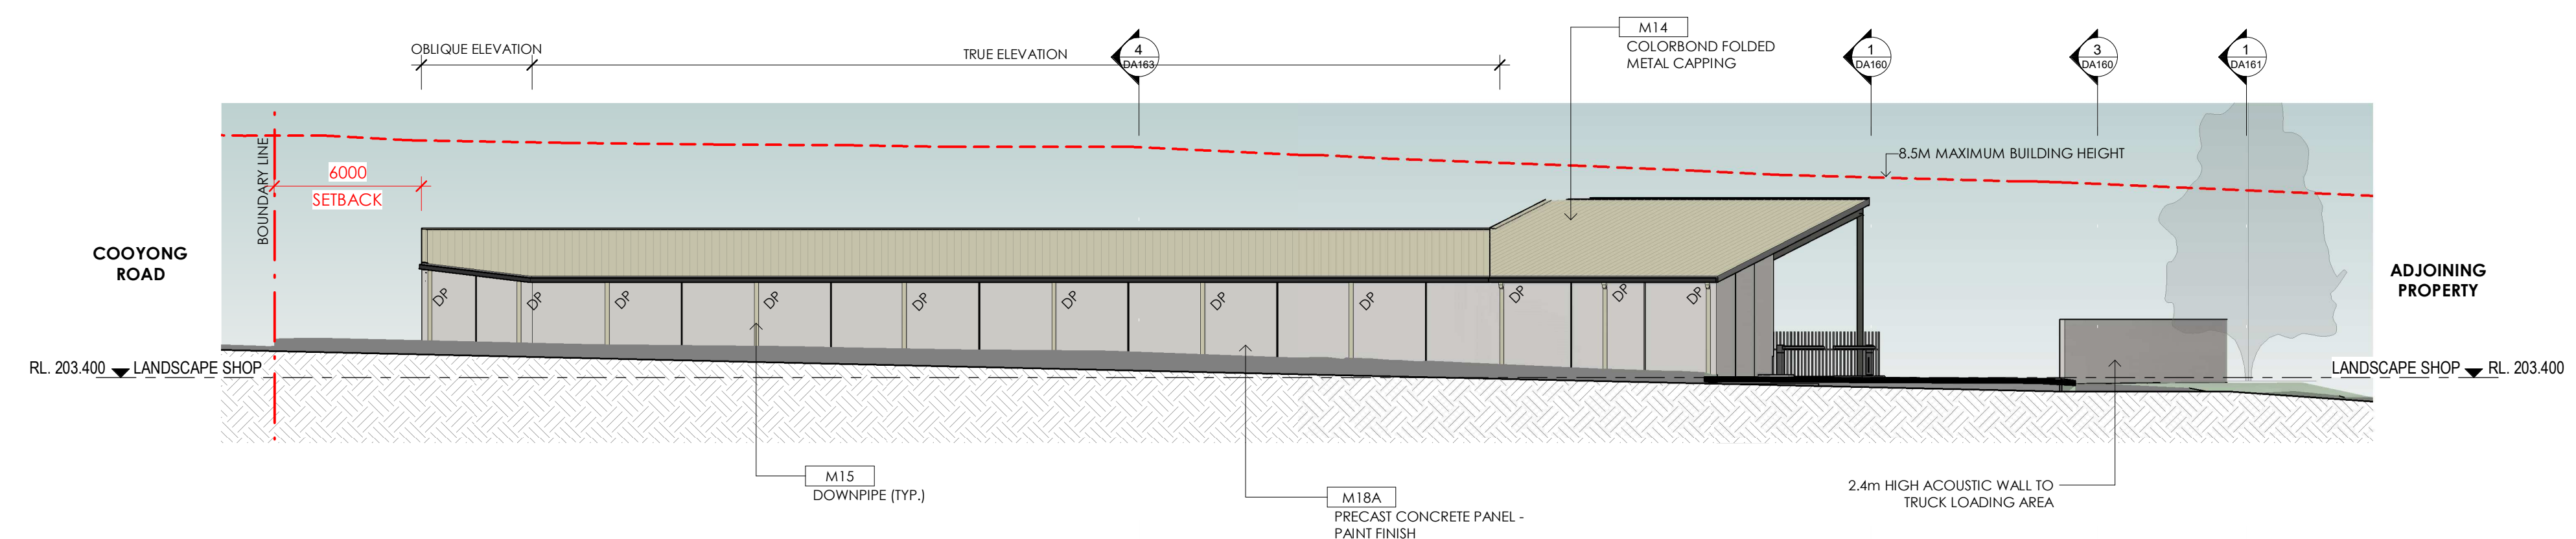 OBLIQUE ELEVATION
TRUE ELEVATION
4
DA163
M14
COLORBOND FOLDED
METAL CAPPING
1
DA160
3
DA160
1
DA161
BOUNDARY LINE
6000
SETBACK
8.5M MAXIMUM BUILDING HEIGHT
COOYONG
ROAD
ADJOINING
PROPERTY
DP
DP
DP
DP
DP
DP
DP
DP
DP
DP
DP
RL. 203.400
LANDSCAPE SHOP
LANDSCAPE SHOP
RL. 203.400
M15
DOWNPIPE (TYP.)
M18A
PRECAST CONCRETE PANEL -
PAINT FINISH
2.4m HIGH ACOUSTIC WALL TO
TRUCK LOADING AREA